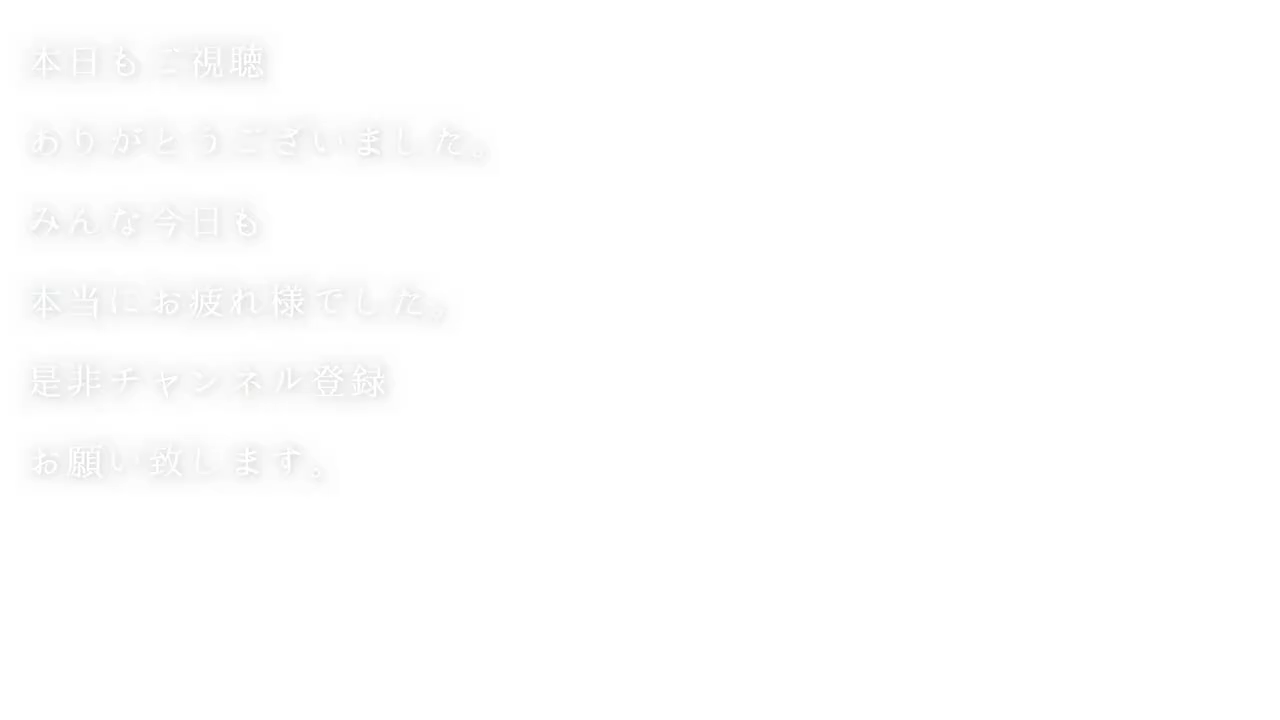 本日もご視聴
ありがとうございました。
みんな今日も
本当にお疲れ様でした。
是非チャンネル登録
お願い致します。